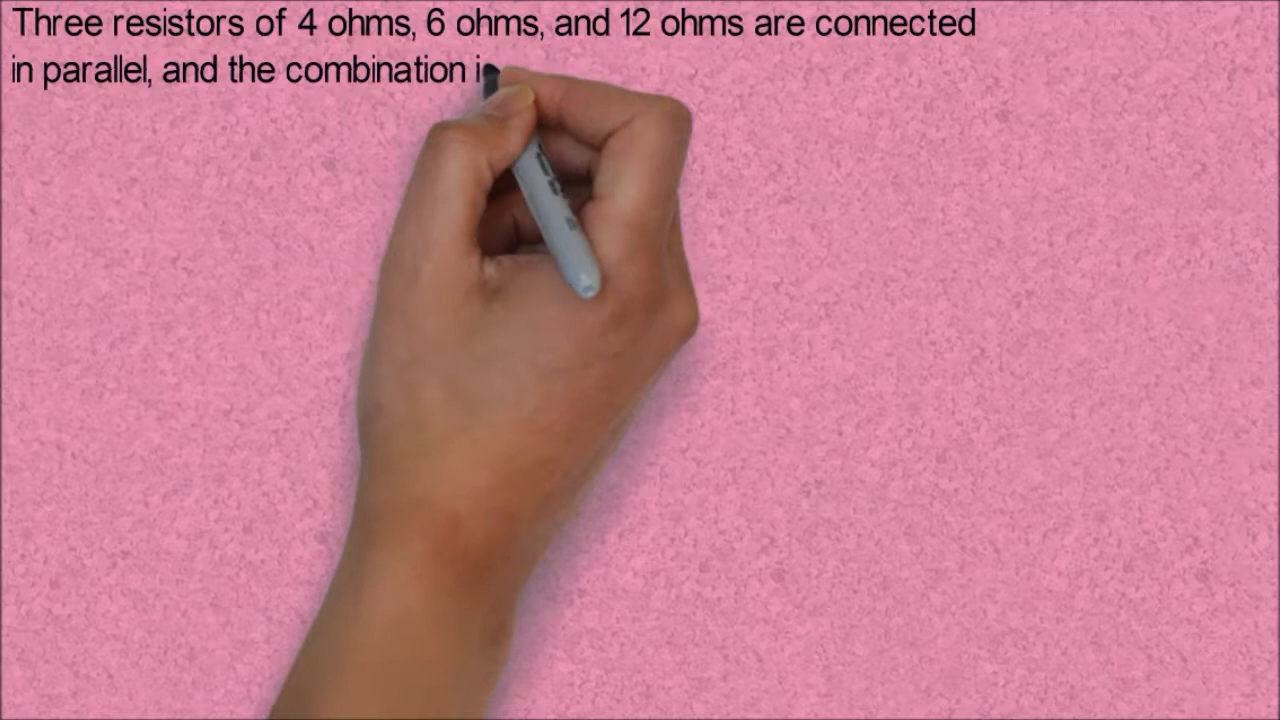 Three resistors of 4 ohms, 6 ohms, and 12 ohms are connected
in parallel, and the combination i